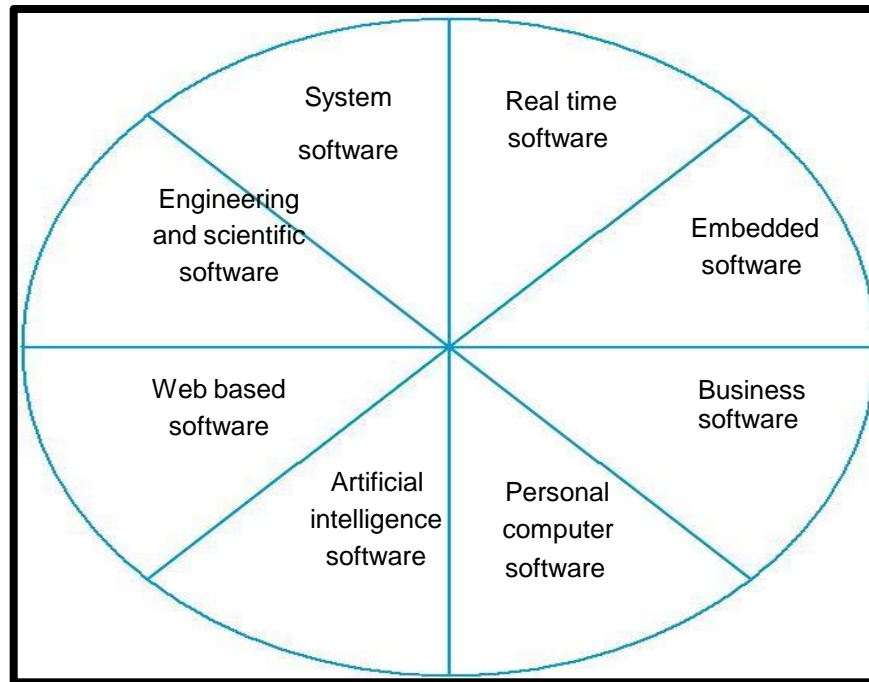 System
software
Real time
software
Engineering
and scientific
software
Embedded
software
Web based
software
Business
software
Artificial
intelligence
software
Personal
computer
software